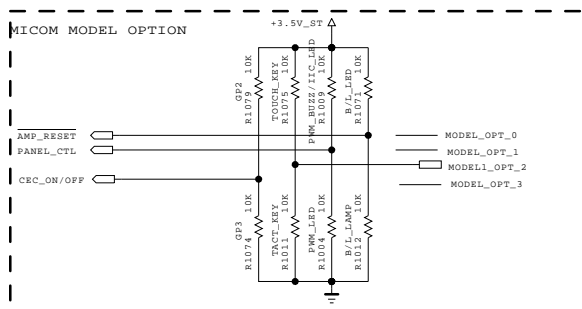 MICOM MODEL OPTION
+3.5V_ST
GP2
R1079 10K
TOUCH_KEY
R1075 10K
PWM_BUZZ/IIC_LED
R1009 10K
B/L_LED
R1071 10K
AMP_RESET
PANEL_CTL
CEC_ON/OFF
MODEL_OPT_0
MODEL_OPT_1
MODEL1_OPT_2
MODEL_OPT_3
GP3
R1074 10K
TACT_KEY
R1011 10K
PWM_LED
R1004 10K
B/L_LAMP
R1012 10K